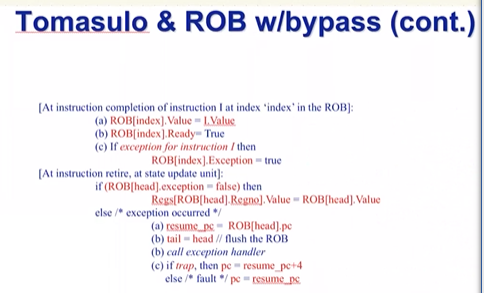 Tomasulo & ROB w/bypass (cont.)
[At instruction completion of instruction I at index 'index' in the ROB]:
(a) ROB[index].Value = I.Value
(b) ROB[index].Ready= True
(c) If exception for instruction I then
ROB[index].Exception = true
[At instruction retire, at state update unit]:
if (ROB[head].exception = false) then
Regs[ROB[head].Regno].Value = ROB[head].Value
else /* exception occurred */
(a) resume_pc = ROB[head].pc
(b) tail = head // flush the ROB
(b) call exception handler
(c) if trap, then pc = resume_pc+4
else /* fault */ pc = resume_pc